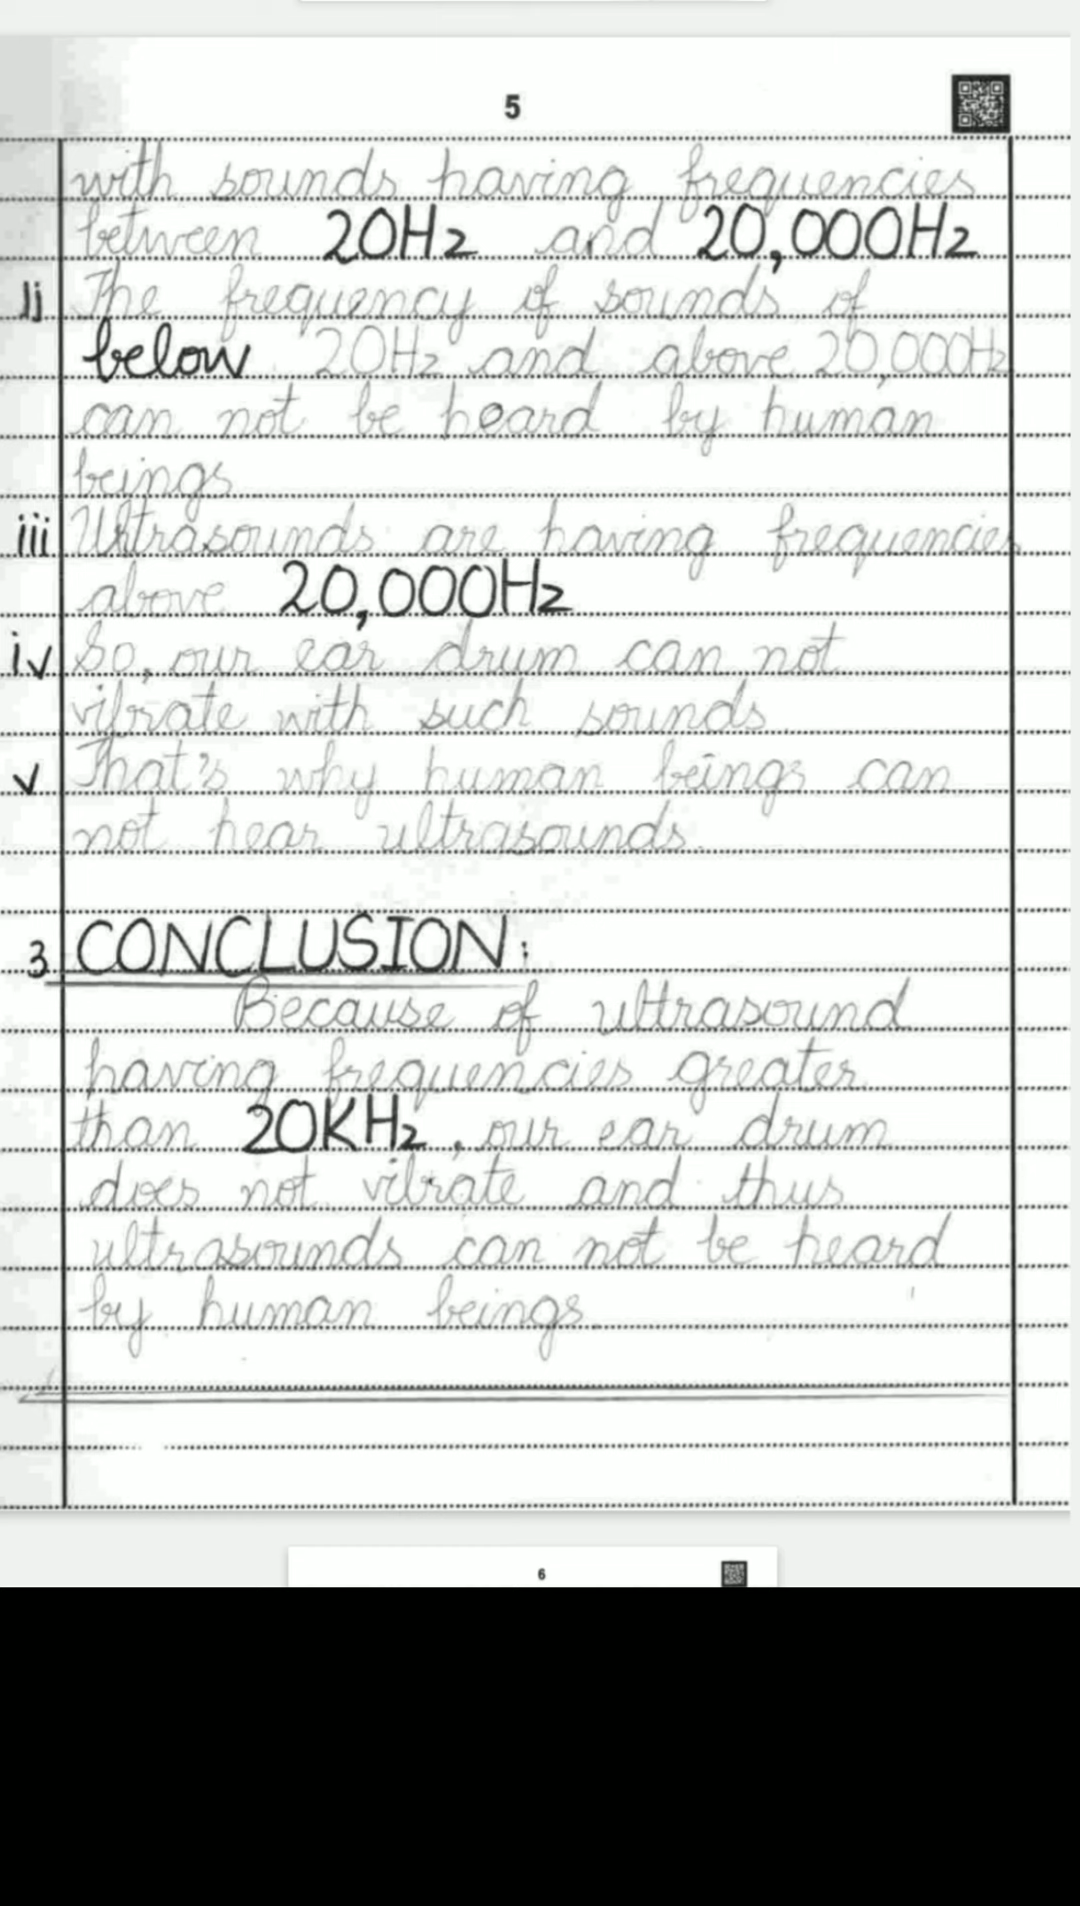 5
with sounds having frequencies
between 20Hz and 20,000Hz
ii The frequency of sounds of
below 20Hz and above 20,000Hz
can not be heard by human
beings
iii Ultrasounds are having frequencies
above 20,000Hz
iv So, our ear drum can not
vibrate with such sounds
v That's why human beings can
not hear ultrasounds.
3 CONCLUSION:
Because of ultrasound
having frequencies greater
than 20KHz, our ear drum
does not vibrate and thus
ultrasounds can not be heard
by human beings.
6